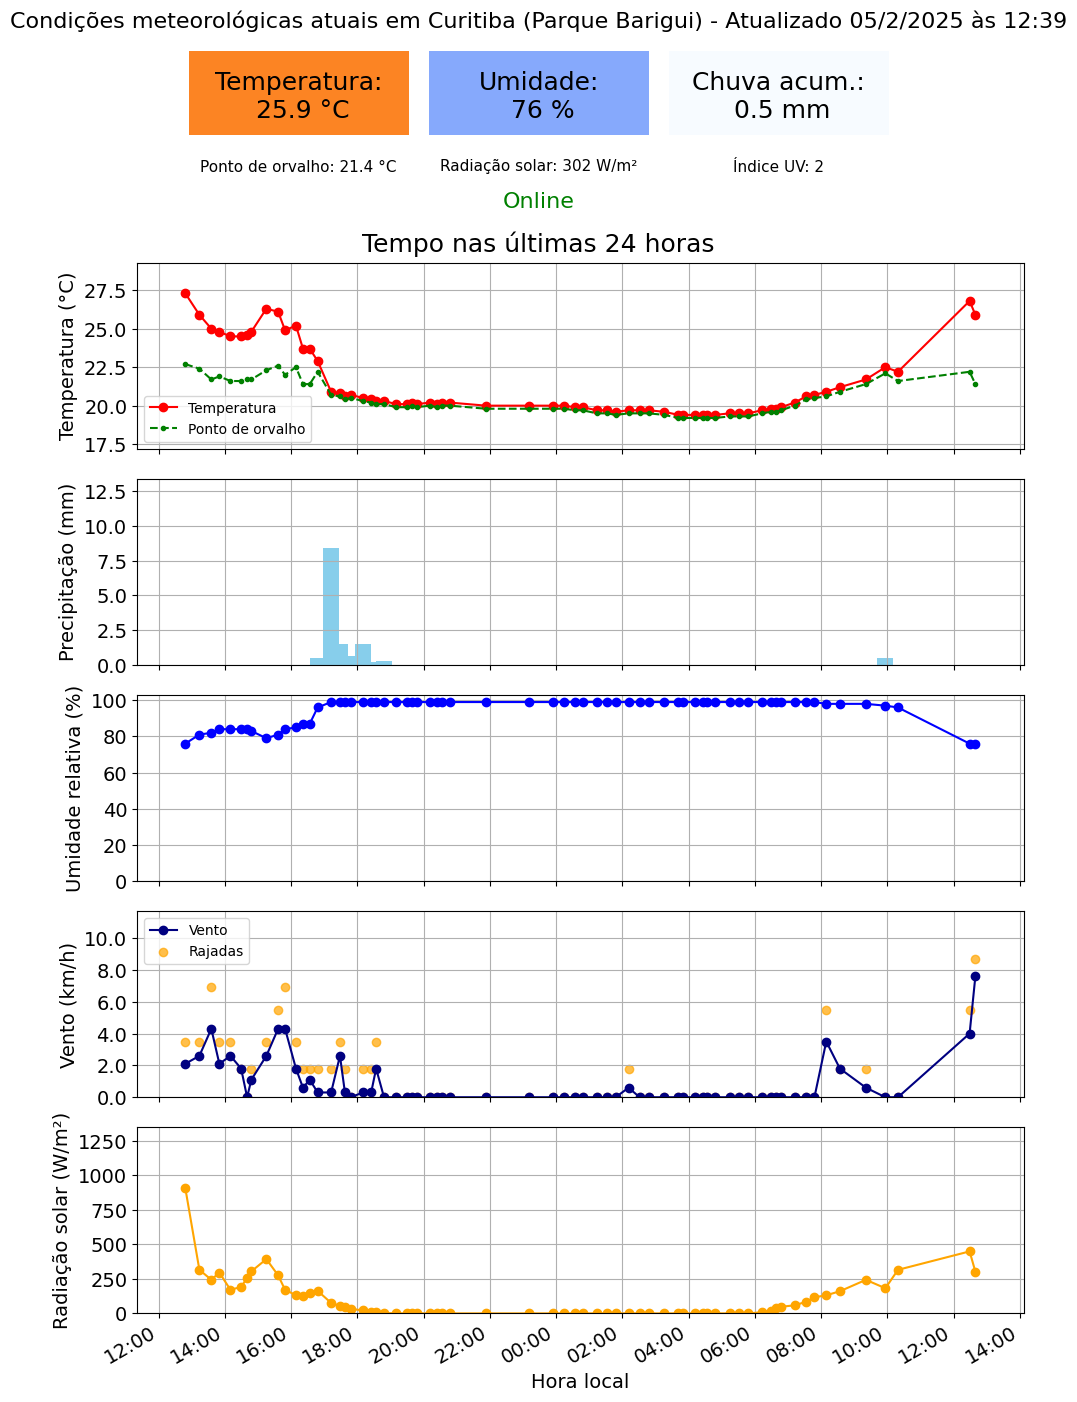 Condições meteorológicas atuais em Curitiba (Parque Barigui) - Atualizado 05/2/2025 às 12:39
Temperatura:
25.9 °C
Umidade:
76 %
Chuva acum.:
0.5 mm
Ponto de orvalho: 21.4 °C
Radiação solar: 302 W/m²
Índice UV: 2
Online
Tempo nas últimas 24 horas
Temperatura (°C)
27.5
25.0
22.5
20.0
17.5
Temperatura
Ponto de orvalho
Precipitação (mm)
12.5
10.0
7.5
5.0
2.5
0.0
Umidade relativa (%)
100
80
60
40
20
0
Vento (km/h)
10.0
8.0
6.0
4.0
2.0
0.0
Vento
Rajadas
Radiação solar (W/m²)
1250
1000
750
500
250
0
12:00
14:00
16:00
18:00
20:00
22:00
00:00
02:00
04:00
06:00
08:00
10:00
12:00
14:00
Hora local